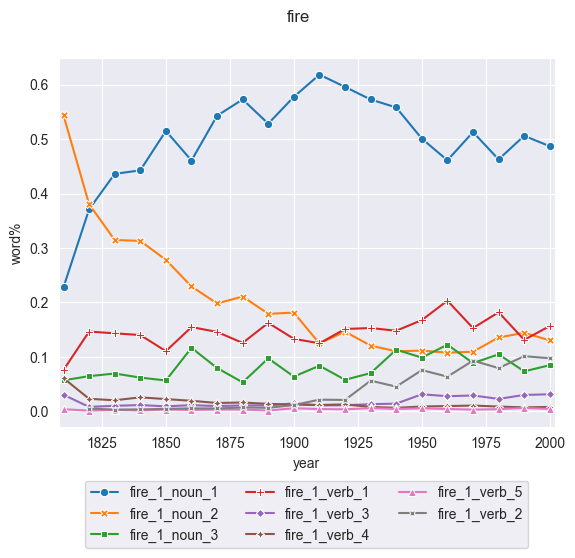 fire
0.6
0.5
0.4
0.3
0.2
0.1
0.0
word%
1825 1850 1875 1900 1925 1950 1975 2000
year
fire_1_noun_1 fire_1_verb_1 fire_1_verb_5
fire_1_noun_2 fire_1_verb_3 fire_1_verb_2
fire_1_noun_3 fire_1_verb_4